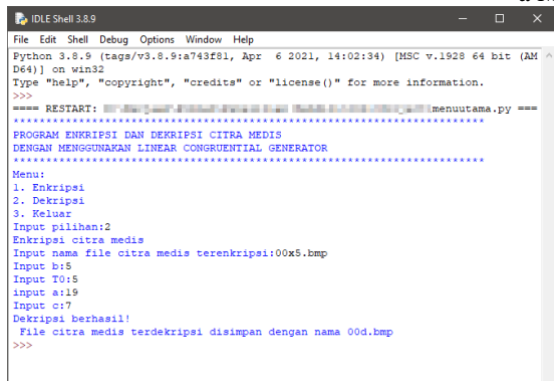 IDLE Shell 3.8.9
File Edit Shell Debug Options Window Help
Python 3.8.9 (tags/v3.8.9:a743f81, Apr  6 2021, 14:02:34) [MSC v.1928 64 bit (AM
D64)] on win32
Type "help", "copyright", "credits" or "license()" for more information.
>>>
==== RESTART: menuutama.py ===
*********************************************************************
PROGRAM ENKRIPSI DAN DEKRIPSI CITRA MEDIS
DENGAN MENGGUNAKAN LINEAR CONGRUENTIAL GENERATOR
*********************************************************************
Menu:
1. Enkripsi
2. Dekripsi
3. Keluar
Input pilihan:2
Enkripsi citra medis
Input nama file citra medis terenkripsi:00x5.bmp
Input b:5
Input T0:5
input a:19
Input c:7
Dekripsi berhasil!
 File citra medis terdekripsi disimpan dengan nama 00d.bmp
>>>